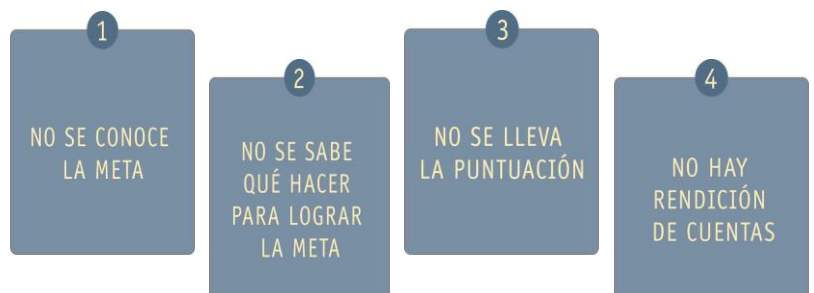 1
NO SE CONOCE
LA META
2
NO SE SABE
QUÉ HACER
PARA LOGRAR
LA META
3
NO SE LLEVA
LA PUNTUACIÓN
4
NO HAY
RENDICIÓN
DE CUENTAS